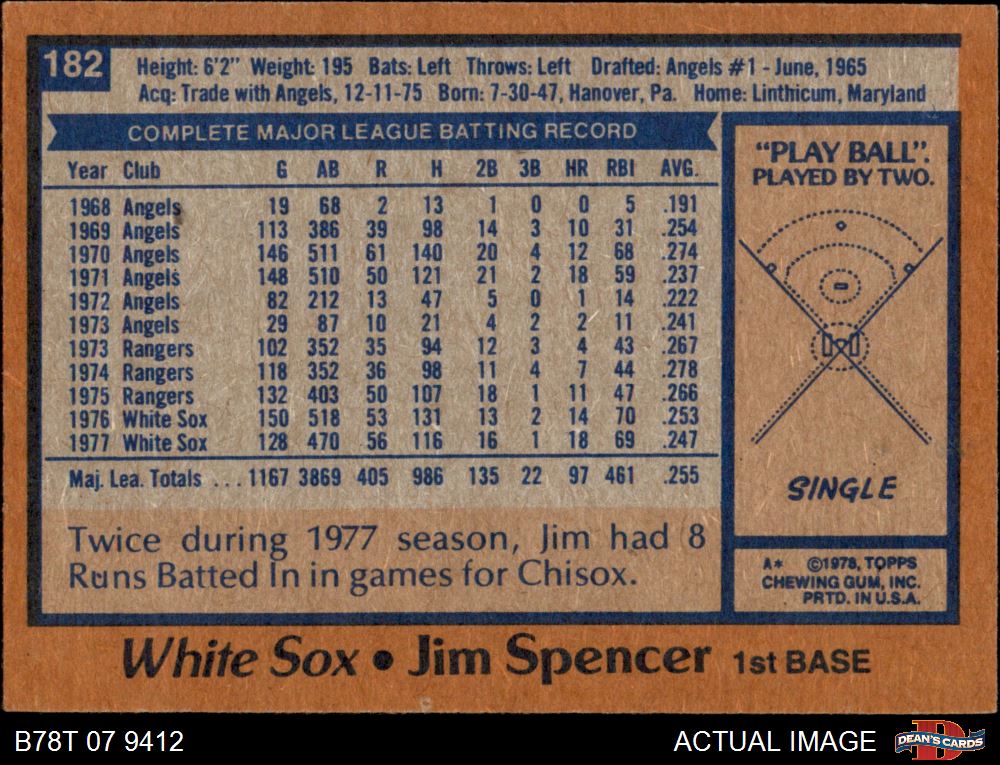 182
Height: 6'2" Weight: 195 Bats: Left Throws: Left Drafted: Angels #1 - June, 1965
Acq: Trade with Angels, 12-11-75 Born: 7-30-47, Hanover, Pa. Home: Linthicum, Maryland
COMPLETE MAJOR LEAGUE BATTING RECORD
Year Club G AB R H 2B 3B HR RBI AVG.
1968 Angels 19 68 2 13 1 0 0 5 .191
1969 Angels 113 386 39 98 14 3 10 31 .254
1970 Angels 146 511 61 140 20 4 12 68 .274
1971 Angels 148 510 50 121 21 2 18 59 .237
1972 Angels 82 212 13 47 5 0 1 14 .222
1973 Angels 29 87 10 21 4 2 2 11 .241
1973 Rangers 102 352 35 94 12 3 4 43 .267
1974 Rangers 118 352 36 98 11 4 7 44 .278
1975 Rangers 132 403 50 107 18 1 11 47 .266
1976 White Sox 150 518 53 131 13 2 14 70 .253
1977 White Sox 128 470 56 116 16 1 18 69 .247
Maj. Lea. Totals ... 1167 3869 405 986 135 22 97 461 .255
Twice during 1977 season, Jim had 8
Runs Batted In in games for Chisox.
"PLAY BALL".
PLAYED BY TWO.
SINGLE
A* ©1978, TOPPS
CHEWING GUM, INC.
PRTD. IN U.S.A.
White Sox • Jim Spencer 1st BASE
B78T 07 9412
ACTUAL IMAGE
D
DEAN'S CARDS